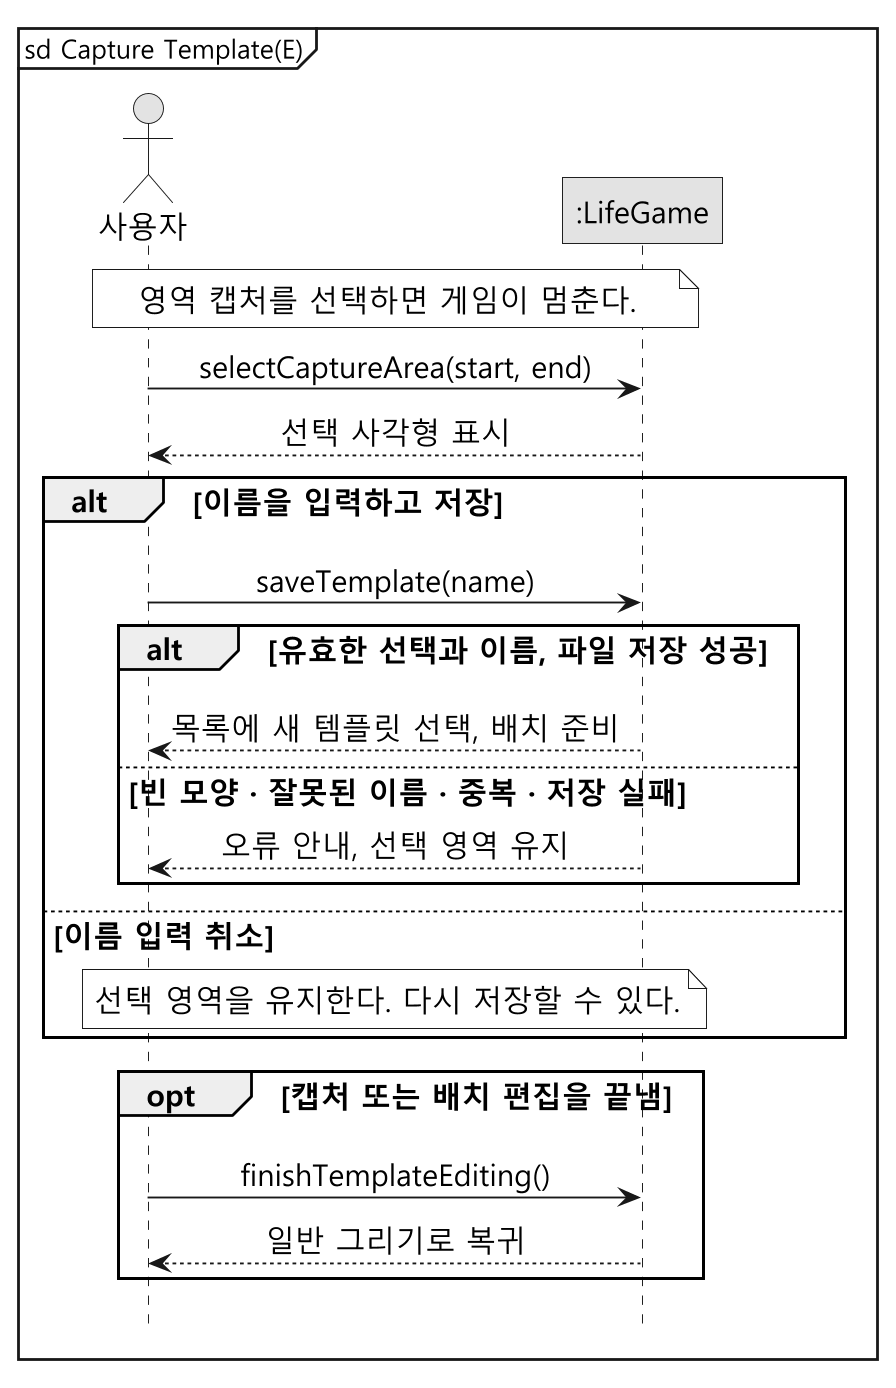 sd Capture Template(E)
사용자
:LifeGame
영역 캡처를 선택하면 게임이 멈춘다.
selectCaptureArea(start, end)
선택 사각형 표시
alt [이름을 입력하고 저장]
saveTemplate(name)
alt [유효한 선택과 이름, 파일 저장 성공]
목록에 새 템플릿 선택, 배치 준비
[빈 모양 · 잘못된 이름 · 중복 · 저장 실패]
오류 안내, 선택 영역 유지
[이름 입력 취소]
선택 영역을 유지한다. 다시 저장할 수 있다.
opt [캡처 또는 배치 편집을 끝냄]
finishTemplateEditing()
일반 그리기로 복귀